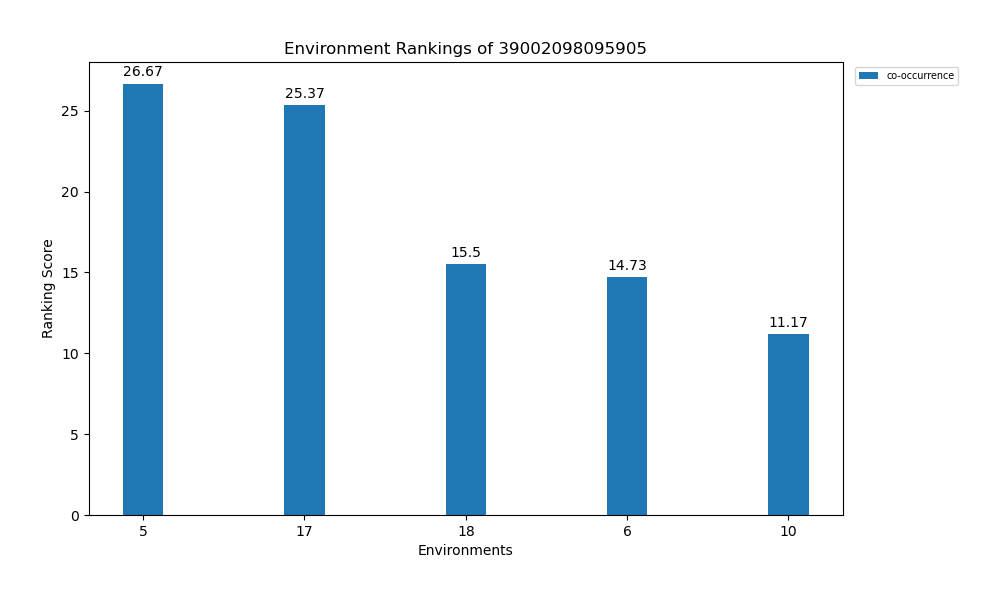 Environment Rankings of 39002098095905
co-occurrence
26.67
25.37
15.5
14.73
11.17
Ranking Score
25
20
15
10
5
0
5 17 18 6 10
Environments